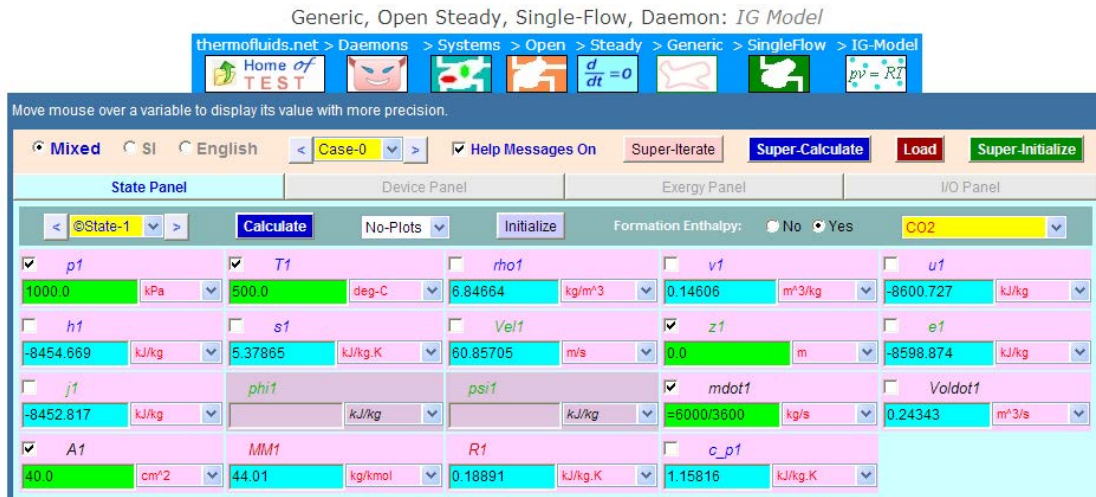 Generic, Open Steady, Single-Flow, Daemon: IG Model
thermofluids.net > Daemons > Systems > Open > Steady > Generic > SingleFlow > IG-Model
Home of TEST d/dt = 0 pv = RT
Move mouse over a variable to display its value with more precision.
Mixed SI English < Case-0 > Help Messages On Super-Iterate Super-Calculate Load Super-Initialize
State Panel Device Panel Exergy Panel I/O Panel
< ©State-1 > Calculate No-Plots Initialize Formation Enthalpy: No Yes CO2
p1 T1 rho1 v1 u1
1000.0 kPa 500.0 deg-C 6.84664 kg/m^3 0.14606 m^3/kg -8600.727 kJ/kg
h1 s1 Vel1 z1 e1
-8454.669 kJ/kg 5.37865 kJ/kg.K 60.85705 m/s 0.0 m -8598.874 kJ/kg
j1 phi1 psi1 mdot1 Voldot1
-8452.817 kJ/kg kJ/kg kJ/kg =6000/3600 kg/s 0.24343 m^3/s
A1 MM1 R1 c_p1
40.0 cm^2 44.01 kg/kmol 0.18891 kJ/kg.K 1.15816 kJ/kg.K